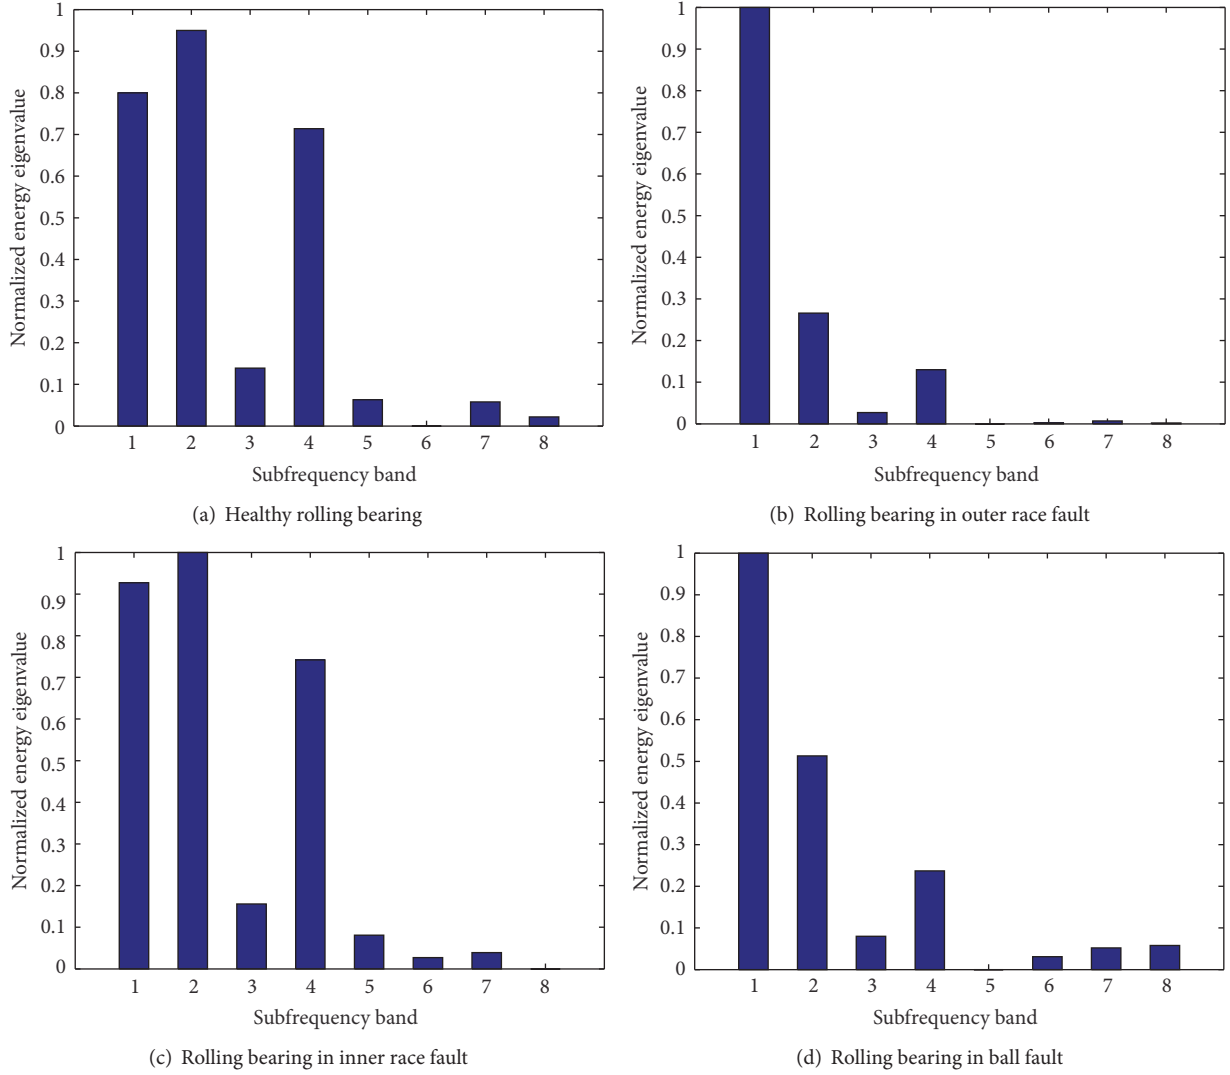 1
0.9
0.8
0.7
0.6
0.5
0.4
0.3
0.2
0.1
0
Normalized energy eigenvalue
1 2 3 4 5 6 7 8
Subfrequency band
(a) Healthy rolling bearing
1
0.9
0.8
0.7
0.6
0.5
0.4
0.3
0.2
0.1
0
Normalized energy eigenvalue
1 2 3 4 5 6 7 8
Subfrequency band
(b) Rolling bearing in outer race fault
1
0.9
0.8
0.7
0.6
0.5
0.4
0.3
0.2
0.1
0
Normalized energy eigenvalue
1 2 3 4 5 6 7 8
Subfrequency band
(c) Rolling bearing in inner race fault
1
0.9
0.8
0.7
0.6
0.5
0.4
0.3
0.2
0.1
0
Normalized energy eigenvalue
1 2 3 4 5 6 7 8
Subfrequency band
(d) Rolling bearing in ball fault